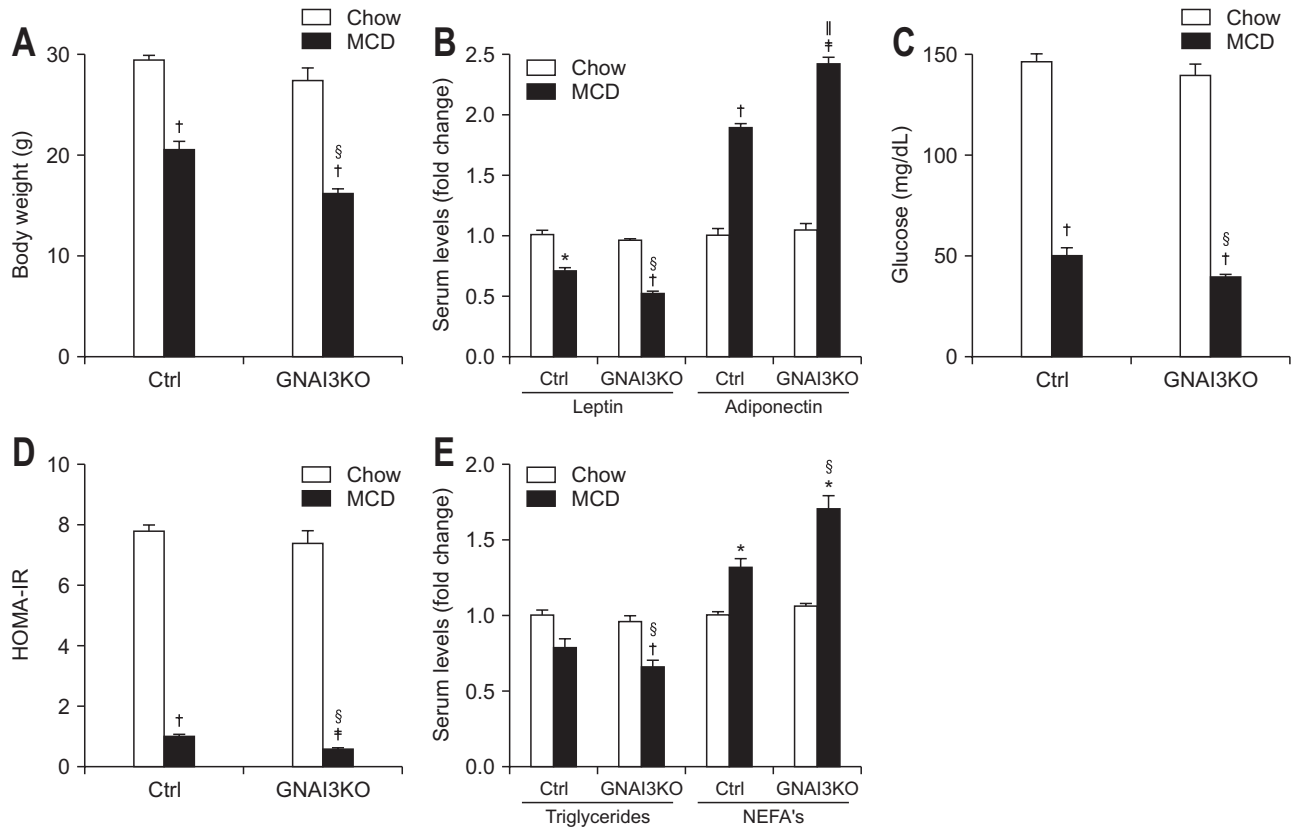 A
Chow
MCD
Body weight (g)
30
20
10
0
†
§
†
Ctrl
GNAI3KO
B
Chow
MCD
Serum levels (fold change)
2.5
2.0
1.5
1.0
0.5
0.0
*
§
†
†
‖
‡
Ctrl
GNAI3KO
Ctrl
GNAI3KO
Leptin
Adiponectin
C
Chow
MCD
Glucose (mg/dL)
150
100
50
0
†
§
†
Ctrl
GNAI3KO
D
Chow
MCD
HOMA-IR
10
8
6
4
2
0
†
§
‡
Ctrl
GNAI3KO
E
Chow
MCD
Serum levels (fold change)
2.0
1.5
1.0
0.5
0.0
§
†
*
§
*
Ctrl
GNAI3KO
Ctrl
GNAI3KO
Triglycerides
NEFA's